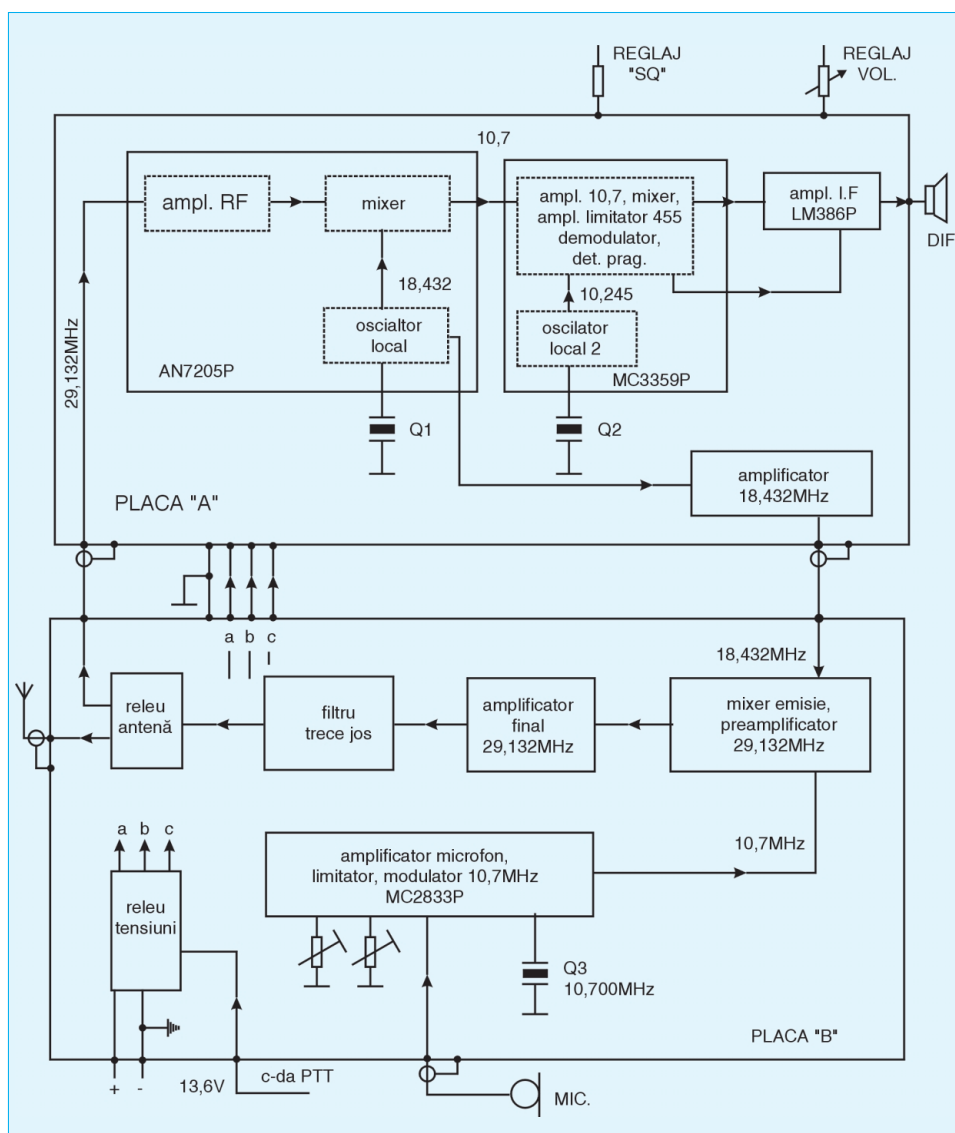 REGLAJ
"SQ"
REGLAJ
VOL.
10,7
ampl. RF
mixer
ampl. 10,7, mixer,
ampl. limitator 455
demodulator,
det. prag.
ampl. I.F
LM386P
DIF
18,432
10,245
29,132MHz
oscialtor
local
oscilator
local 2
AN7205P
MC3359P
Q1
Q2
amplificator
18,432MHz
PLACA "A"
a
b
c
18,432MHz
releu
antenă
filtru
trece jos
amplificator
final
29,132MHz
mixer emisie,
preamplificator
29,132MHz
a
b
c
10,7MHz
amplificator microfon,
limitator, modulator 10,7MHz
MC2833P
releu
tensiuni
Q3
10,700MHz
PLACA "B"
+
-
13,6V
c-da PTT
MIC.